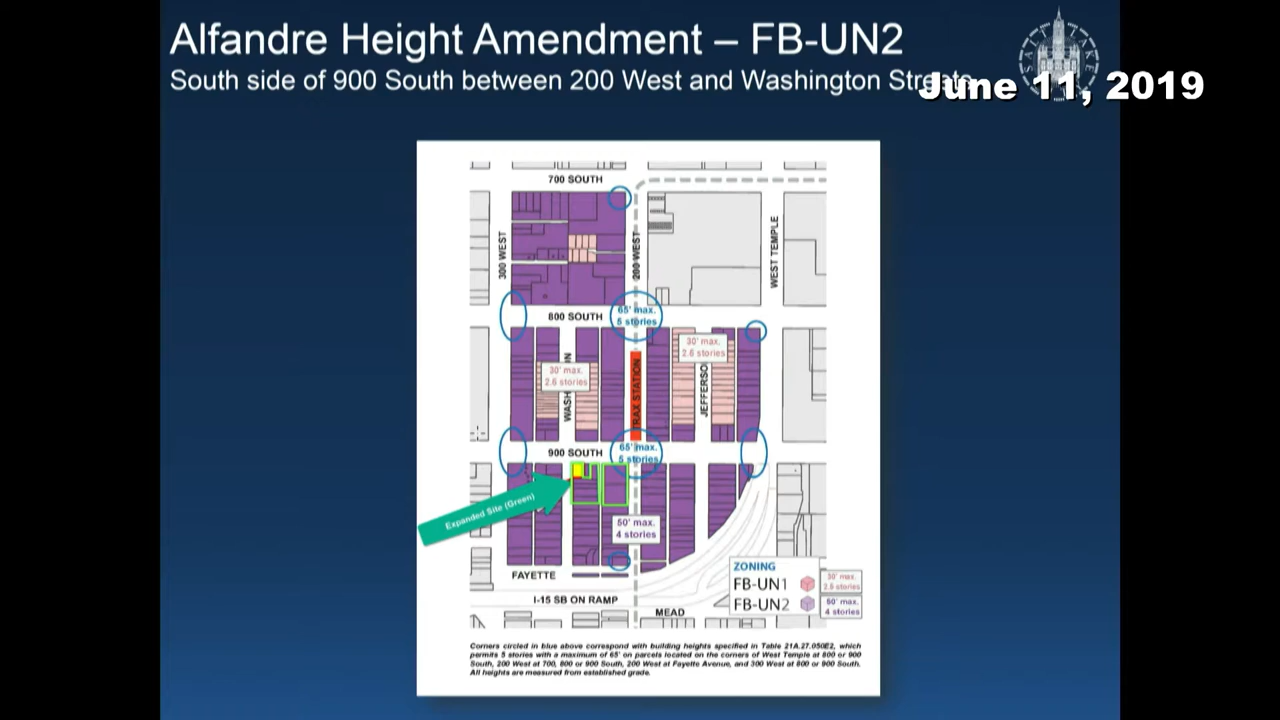 Alfandre Height Amendment – FB-UN2
South side of 900 South between 200 West and Washington Streets
June 11, 2019
SALT LAKE
700 SOUTH
300 WEST
200 WEST
WEST TEMPLE
65' max.
5 stories
800 SOUTH
30' max.
2.6 stories
30' max.
2.6 stories
TRAX STATION
JEFFERSO
WASH
N
65' max.
5 stories
900 SOUTH
Expanded Site (Green)
50' max.
4 stories
FAYETTE
I-15 SB ON RAMP
MEAD
ZONING
FB-UN1
30' max.
2.5 stories
FB-UN2
50' max.
4 stories
Corners circled in blue above correspond with building heights specified in Table 21A.27.050E2, which
permits 5 stories with a maximum of 65' on parcels located on the corners of West Temple at 800 or 900
South, 200 West at 700, 800 or 900 South, 200 West at Fayette Avenue, and 300 West at 800 or 900 South.
All heights are measured from established grade.